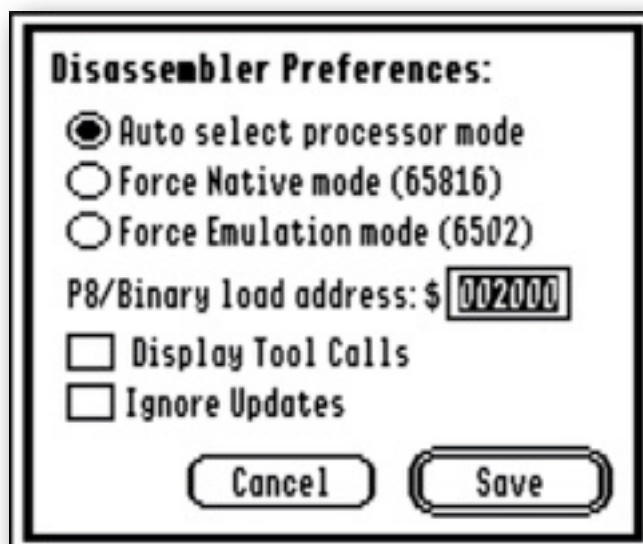 Disassembler Preferences:
Auto select processor mode
Force Native mode (65816)
Force Emulation mode (6502)
P8/Binary load address: $ 002000
Display Tool Calls
Ignore Updates
Cancel Save